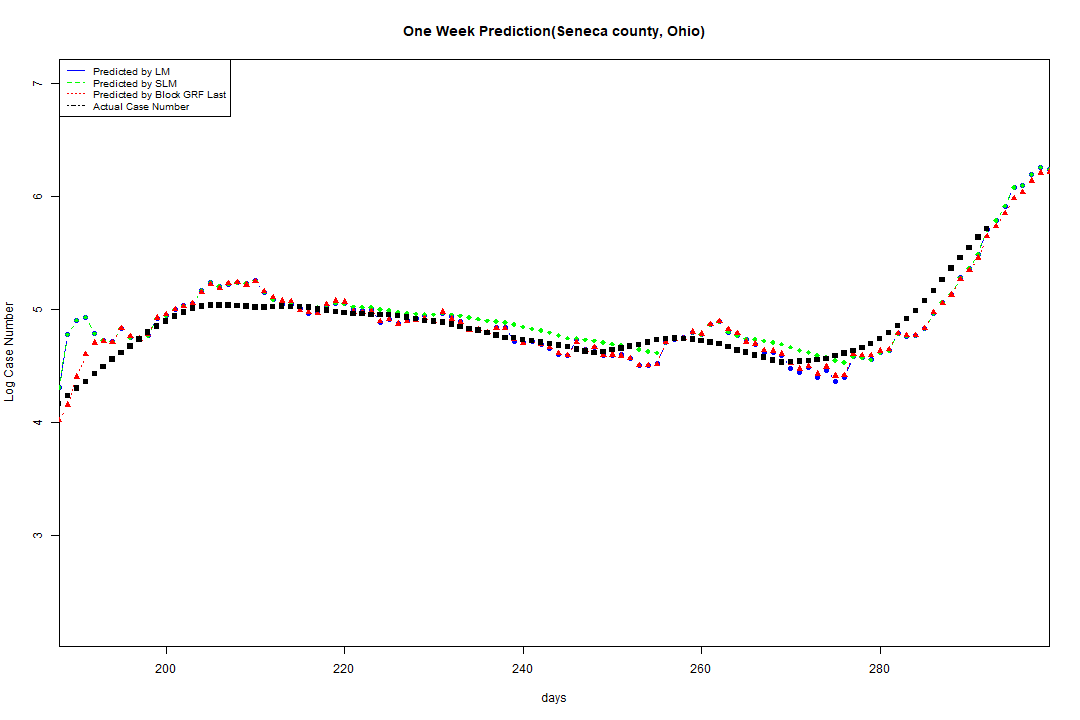 One Week Prediction(Seneca county, Ohio)
Predicted by LM
Predicted by SLM
Predicted by Block GRF Last
Actual Case Number
7
6
5
4
3
Log Case Number
200 220 240 260 280
days